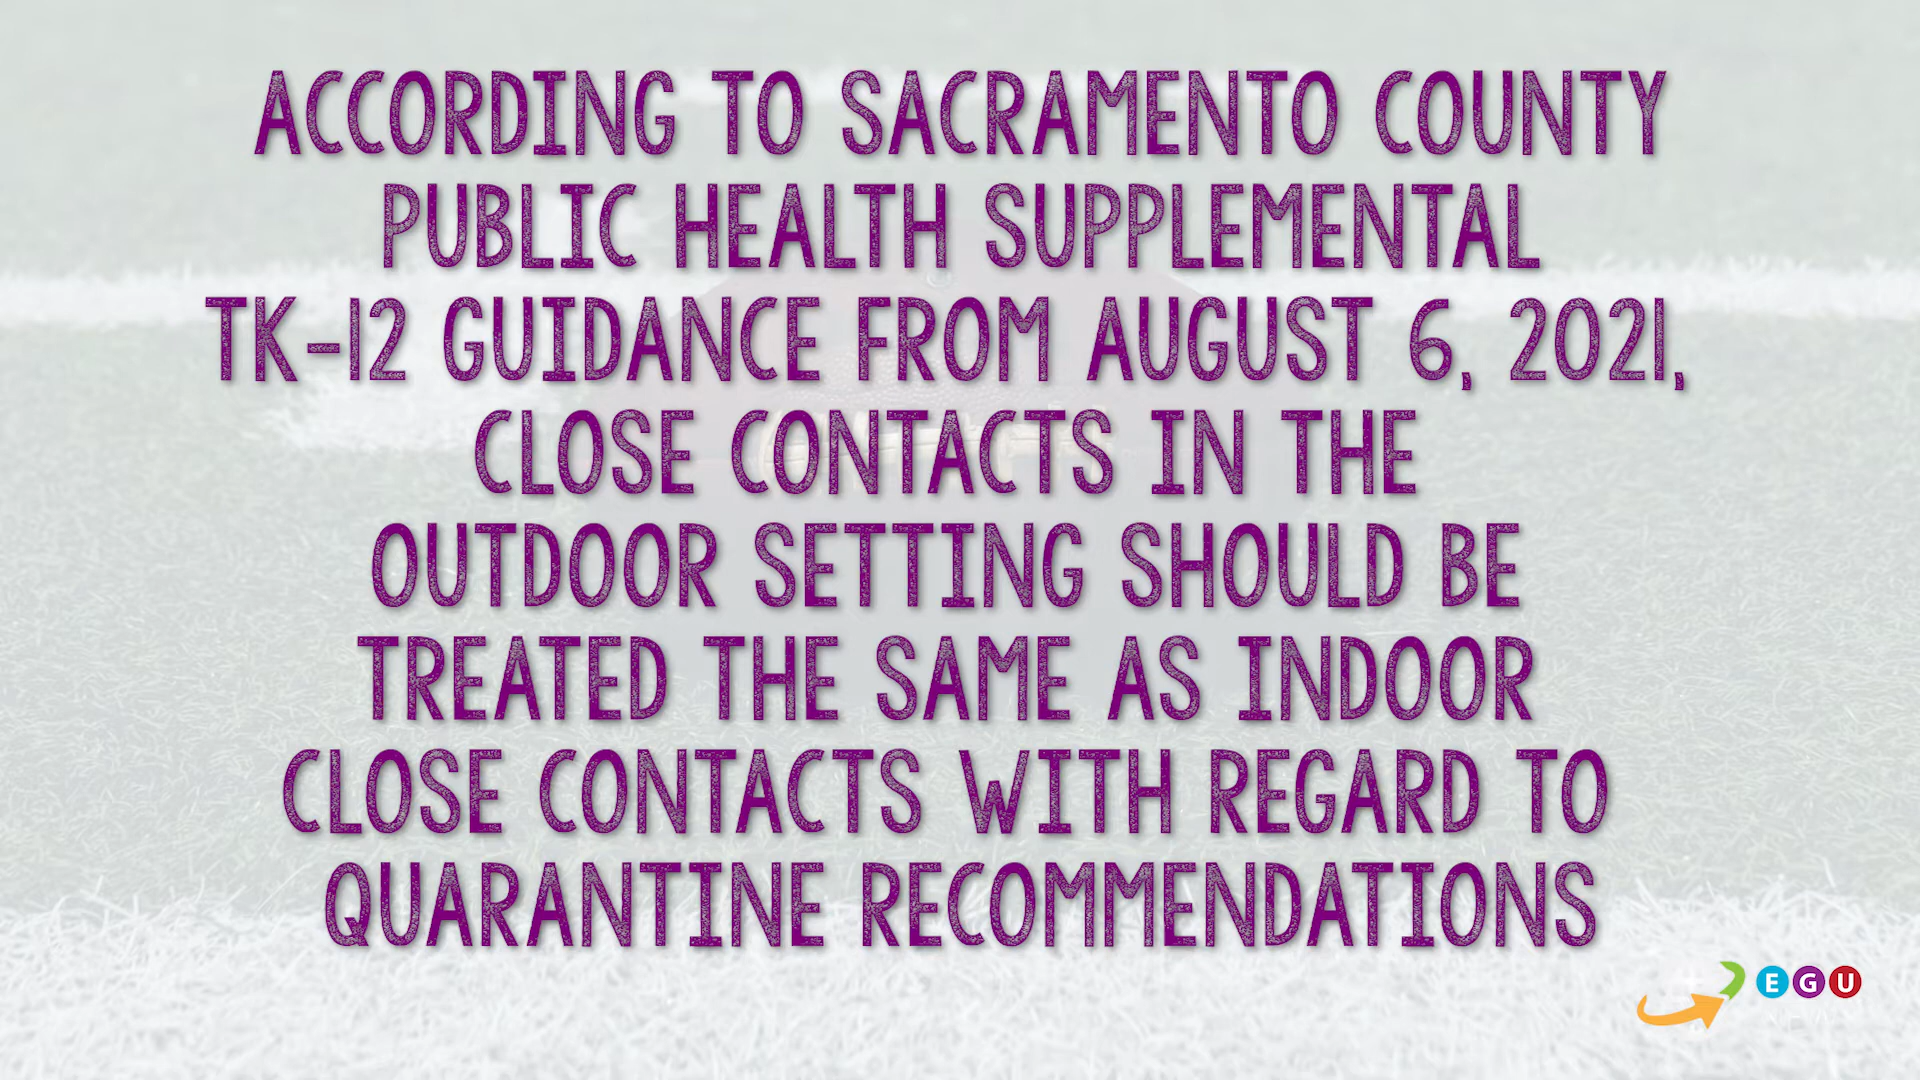 ACCORDING TO SACRAMENTO COUNTY
PUBLIC HEALTH SUPPLEMENTAL
TK-12 GUIDANCE FROM AUGUST 6, 2021,
CLOSE CONTACTS IN THE
OUTDOOR SETTING SHOULD BE
TREATED THE SAME AS INDOOR
CLOSE CONTACTS WITH REGARD TO
QUARANTINE RECOMMENDATIONS
EGU